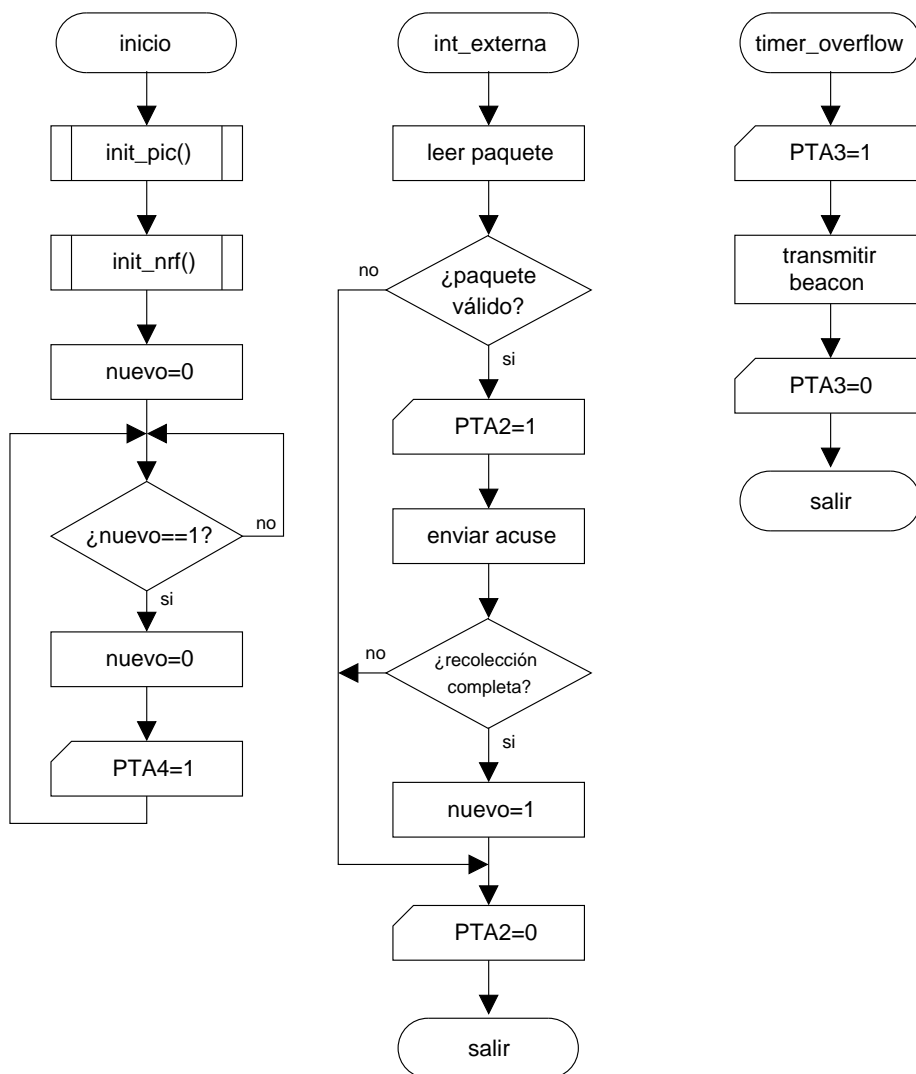 inicio
init_pic()
init_nrf()
nuevo=0
¿nuevo==1?
no
si
nuevo=0
PTA4=1
int_externa
leer paquete
¿paquete
válido?
no
si
PTA2=1
enviar acuse
¿recolección
completa?
no
si
nuevo=1
PTA2=0
salir
timer_overflow
PTA3=1
transmitir
beacon
PTA3=0
salir